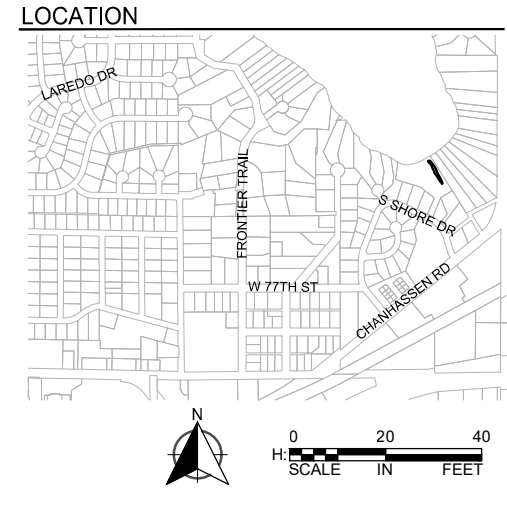 LOCATION
LAREDO DR
FRONTIER TRAIL
S SHORE DR
W 77TH ST
CHANHASSEN RD
N
0 20 40
H:
SCALE IN FEET